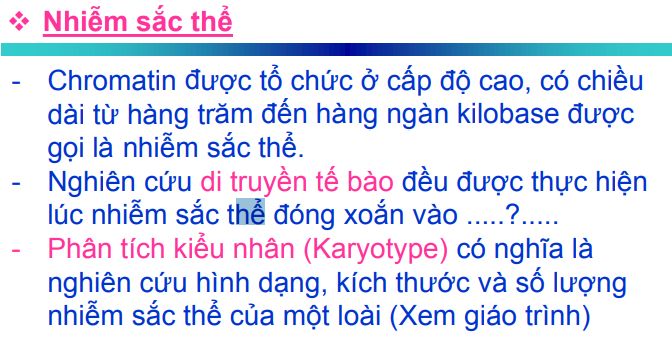 ❖ Nhiễm sắc thể
- Chromatin được tổ chức ở cấp độ cao, có chiều
dài từ hàng trăm đến hàng ngàn kilobase được
gọi là nhiễm sắc thể.
- Nghiên cứu di truyền tế bào đều được thực hiện
lúc nhiễm sắc thể đóng xoắn vào .....?.....
- Phân tích kiểu nhân (Karyotype) có nghĩa là
nghiên cứu hình dạng, kích thước và số lượng
nhiễm sắc thể của một loài (Xem giáo trình)